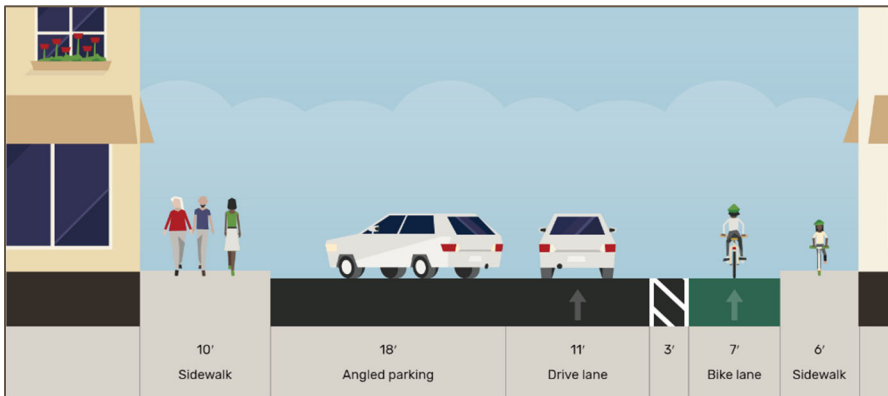 10′
Sidewalk
18′
Angled parking
11′
Drive lane
3′
7′
Bike lane
6′
Sidewalk